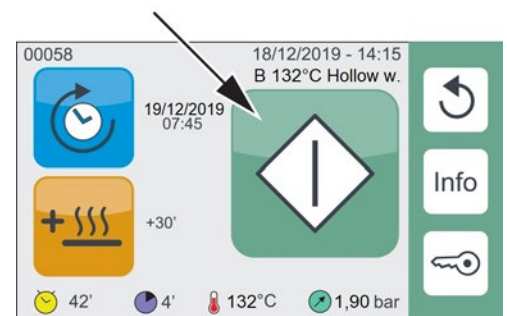 00058
18/12/2019 - 14:15
B 132°C Hollow w.
19/12/2019
07:45
Info
+30'
42' 4' 132°C 1,90 bar